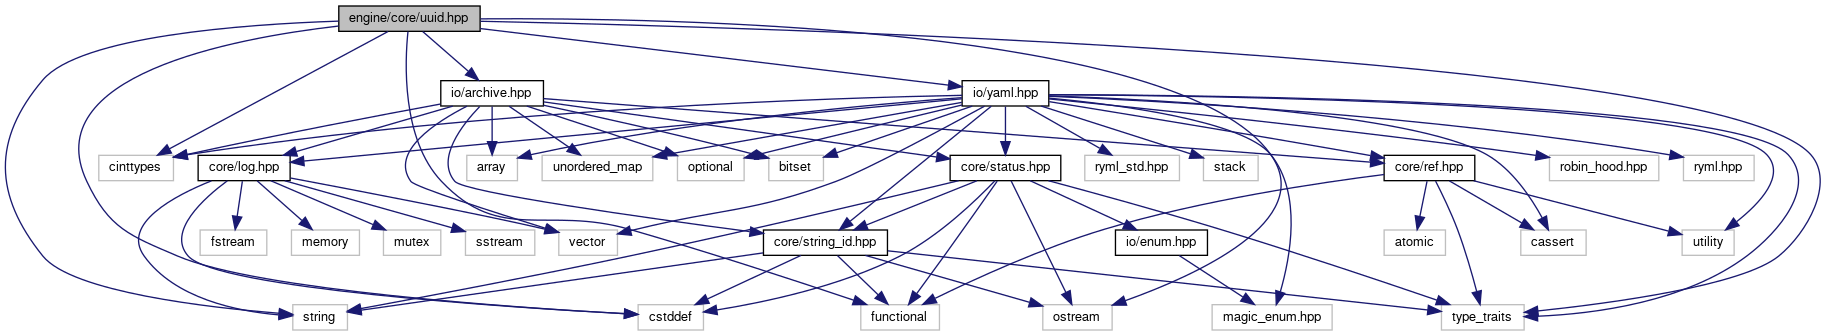 engine/core/uuid.hpp
io/archive.hpp
io/yaml.hpp
cinttypes
core/log.hpp
array
unordered_map
optional
bitset
core/status.hpp
ryml_std.hpp
stack
core/ref.hpp
robin_hood.hpp
ryml.hpp
fstream
memory
mutex
sstream
vector
core/string_id.hpp
io/enum.hpp
atomic
cassert
utility
string
cstddef
functional
ostream
magic_enum.hpp
type_traits